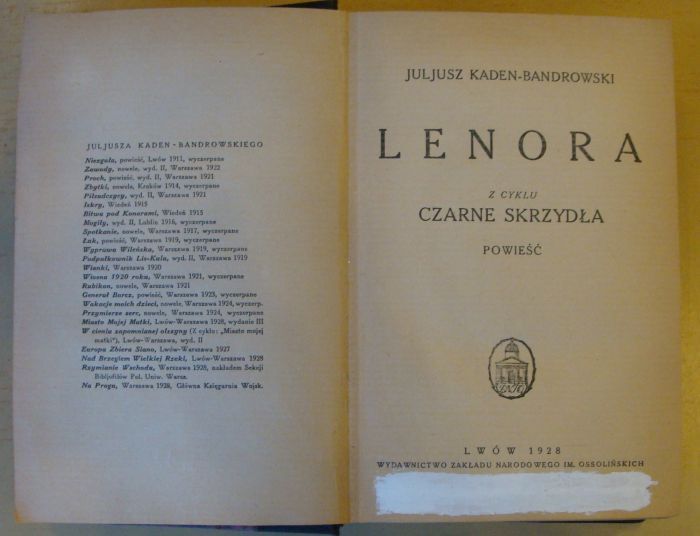 JULJUSZA KADEN-BANDROWSKIEGO
Niezguła, powieść, Lwów 1911, wyczerpane
Zawody, nowele, wyd. II, Warszawa 1922
Proch, powieść, wyd. II, Warszawa 1921
Zbytki, nowele, Kraków 1914, wyczerpane
Piłsudczycy, wyd. II, Warszawa 1921
Iskry, Wiedeń 1915
Bitwa pod Konarami, Wiedeń 1915
Mogiły, wyd. II, Lublin 1916, wyczerpane
Spotkanie, nowele, Warszawa 1917, wyczerpane
Łuk, powieść, Warszawa 1919, wyczerpane
Wyprawa Wileńska, Warszawa 1919, wyczerpane
Podpułkownik Lis-Kula, wyd. II, Warszawa 1919
Wianki, Warszawa 1920
Wiosna 1920 roku, Warszawa 1921, wyczerpane
Rubikon, nowele, Warszawa 1921
Generał Barcz, powieść, Warszawa 1923, wyczerpane
Wakacje moich dzieci, nowele, Warszawa 1924, wyczerp.
Przymierze serc, nowele, Warszawa 1924, wyczerpane
Miasto Mojej Matki, Lwów-Warszawa 1928, wydanie III
W cieniu zapomnianej olszyny (Z cyklu: „Miasto mojej
matki"), Lwów-Warszawa, wyd. II
Europa Zbiera Siano, Lwów-Warszawa 1927
Nad Brzegiem Wielkiej Rzeki, Lwów-Warszawa 1928
Rzymianie Wschodu, Warszawa 1928, nakładem Sekcji
Bibljofilów Pol. Uniw. Warsz.
Na Progu, Warszawa 1928, Główna Księgarnia Wojsk.
JULJUSZ KADEN-BANDROWSKI
LENORA
Z CYKLU
CZARNE SKRZYDŁA
POWIEŚĆ
LWÓW 1928
WYDAWNICTWO ZAKŁADU NARODOWEGO IM. OSSOLIŃSKICH